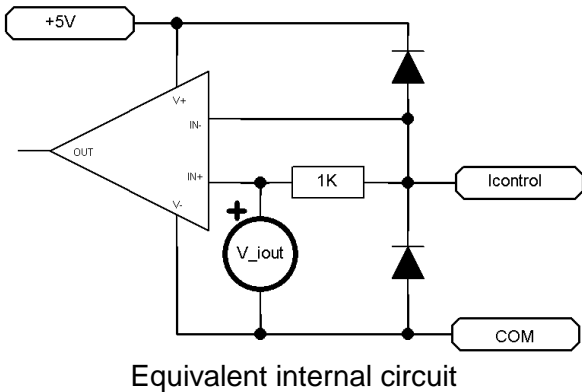 +5V
V+
IN-
OUT
IN+
1K
Icontrol
V-
+
V_iout
COM
Equivalent internal circuit